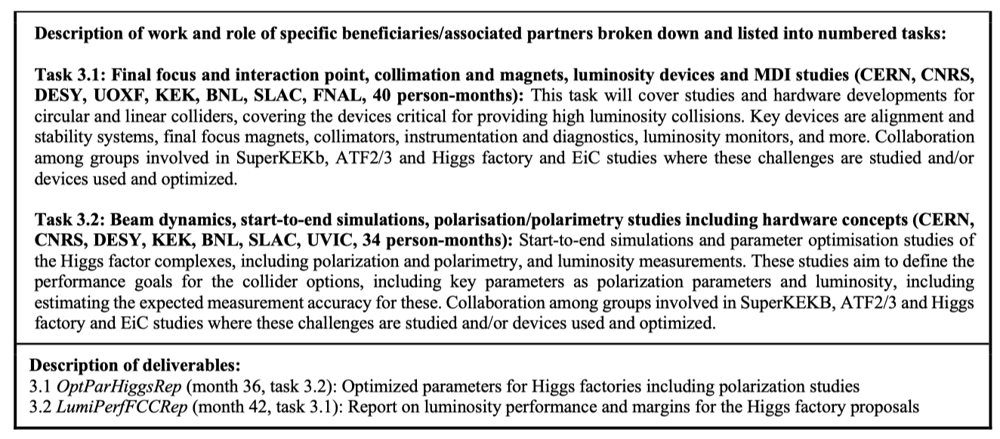 Description of work and role of specific beneficiaries/associated partners broken down and listed into numbered tasks:
Task 3.1: Final focus and interaction point, collimation and magnets, luminosity devices and MDI studies (CERN, CNRS,
DESY, UOXF, KEK, BNL, SLAC, FNAL, 40 person-months): This task will cover studies and hardware developments for
circular and linear colliders, covering the devices critical for providing high luminosity collisions. Key devices are alignment and
stability systems, final focus magnets, collimators, instrumentation and diagnostics, luminosity monitors, and more. Collaboration
among groups involved in SuperKEKb, ATF2/3 and Higgs factory and EiC studies where these challenges are studied and/or
devices used and optimized.
Task 3.2: Beam dynamics, start-to-end simulations, polarisation/polarimetry studies including hardware concepts (CERN,
CNRS, DESY, KEK, BNL, SLAC, UVIC, 34 person-months): Start-to-end simulations and parameter optimisation studies of
the Higgs factor complexes, including polarization and polarimetry, and luminosity measurements. These studies aim to define the
performance goals for the collider options, including key parameters as polarization parameters and luminosity, including
estimating the expected measurement accuracy for these. Collaboration among groups involved in SuperKEKB, ATF2/3 and Higgs
factory and EiC studies where these challenges are studied and/or devices used and optimized.
Description of deliverables:
3.1 OptParHiggsRep (month 36, task 3.2): Optimized parameters for Higgs factories including polarization studies
3.2 LumiPerfFCCRep (month 42, task 3.1): Report on luminosity performance and margins for the Higgs factory proposals